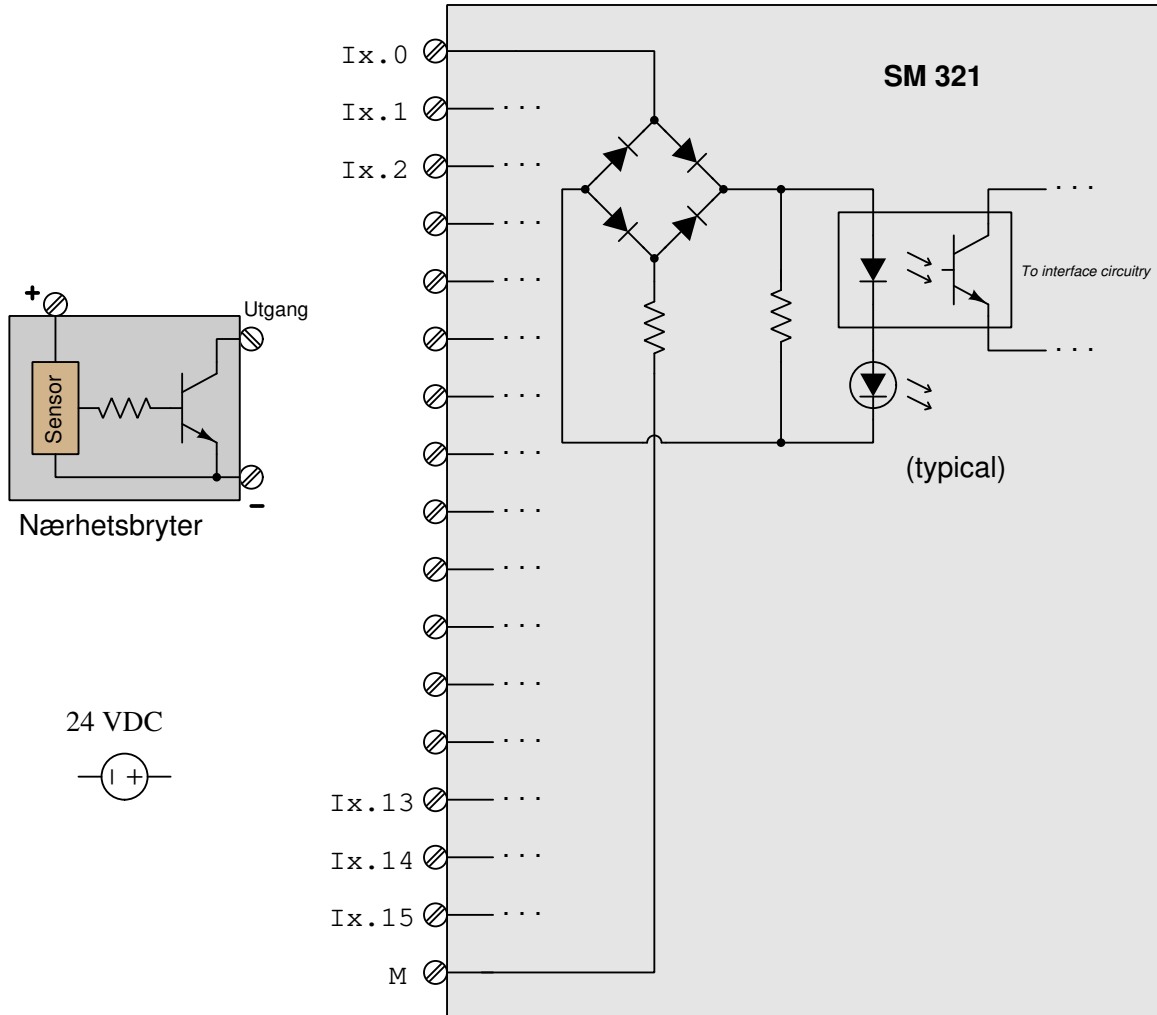 Ix.0
SM 321
Ix.1
. . .
Ix.2
. . .
. . .
. . .
. . .
To interface circuitry
+
Utgang
. . .
. . .
Sensor
. . .
. . .
(typical)
–
Nærhetsbryter
. . .
. . .
. . .
. . .
24 VDC
. . .
- +
Ix.13
. . .
Ix.14
. . .
Ix.15
. . .
M